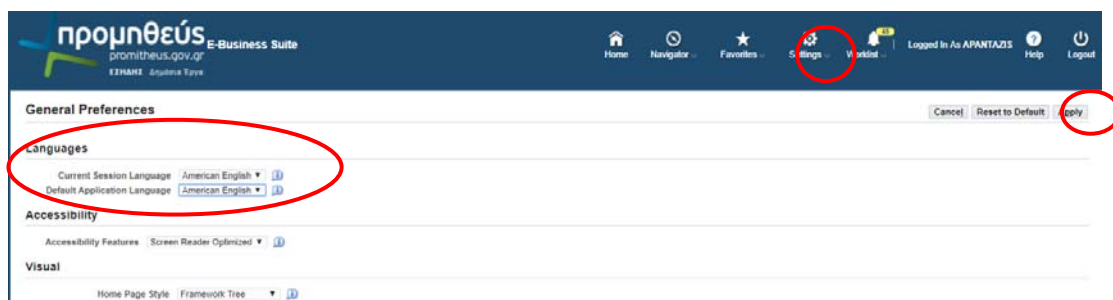 προμηθεύς E-Business Suite
promitheus.gov.gr
ΕΣΗΔΗΣ Δημόσια Έργα
Home Navigator Favorites Settings Worklist 45 Logged In As APANTAZIS Help Logout
General Preferences
Cancel Reset to Default Apply
Languages
Current Session Language American English
Default Application Language American English
Accessibility
Accessibility Features Screen Reader Optimized
Visual
Home Page Style Framework Tree